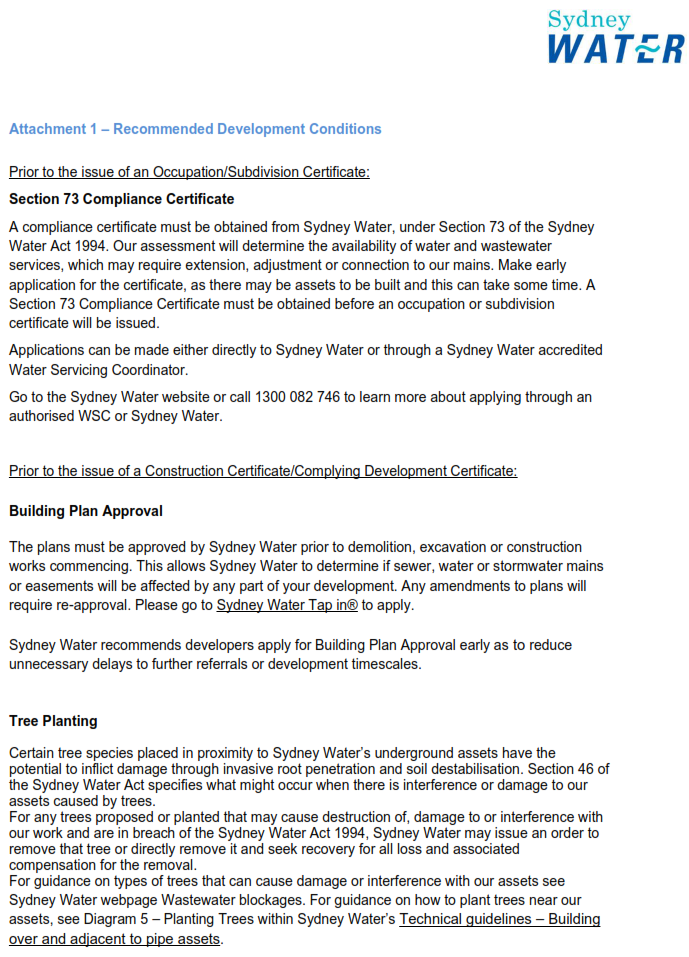 Sydney
WATER
Attachment 1 – Recommended Development Conditions
Prior to the issue of an Occupation/Subdivision Certificate:
Section 73 Compliance Certificate
A compliance certificate must be obtained from Sydney Water, under Section 73 of the Sydney
Water Act 1994. Our assessment will determine the availability of water and wastewater
services, which may require extension, adjustment or connection to our mains. Make early
application for the certificate, as there may be assets to be built and this can take some time. A
Section 73 Compliance Certificate must be obtained before an occupation or subdivision
certificate will be issued.
Applications can be made either directly to Sydney Water or through a Sydney Water accredited
Water Servicing Coordinator.
Go to the Sydney Water website or call 1300 082 746 to learn more about applying through an
authorised WSC or Sydney Water.
Prior to the issue of a Construction Certificate/Complying Development Certificate:
Building Plan Approval
The plans must be approved by Sydney Water prior to demolition, excavation or construction
works commencing. This allows Sydney Water to determine if sewer, water or stormwater mains
or easements will be affected by any part of your development. Any amendments to plans will
require re-approval. Please go to Sydney Water Tap in® to apply.
Sydney Water recommends developers apply for Building Plan Approval early as to reduce
unnecessary delays to further referrals or development timescales.
Tree Planting
Certain tree species placed in proximity to Sydney Water’s underground assets have the
potential to inflict damage through invasive root penetration and soil destabilisation. Section 46 of
the Sydney Water Act specifies what might occur when there is interference or damage to our
assets caused by trees.
For any trees proposed or planted that may cause destruction of, damage to or interference with
our work and are in breach of the Sydney Water Act 1994, Sydney Water may issue an order to
remove that tree or directly remove it and seek recovery for all loss and associated
compensation for the removal.
For guidance on types of trees that can cause damage or interference with our assets see
Sydney Water webpage Wastewater blockages. For guidance on how to plant trees near our
assets, see Diagram 5 – Planting Trees within Sydney Water’s Technical guidelines – Building
over and adjacent to pipe assets.